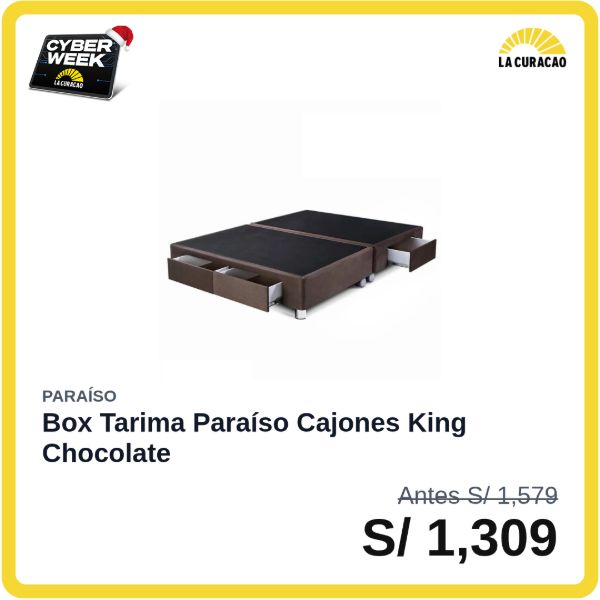 CYBER
WEEK
LA CURACAO
LA CURACAO
PARAÍSO
Box Tarima Paraíso Cajones King
Chocolate
Antes S/ 1,579
S/ 1,309